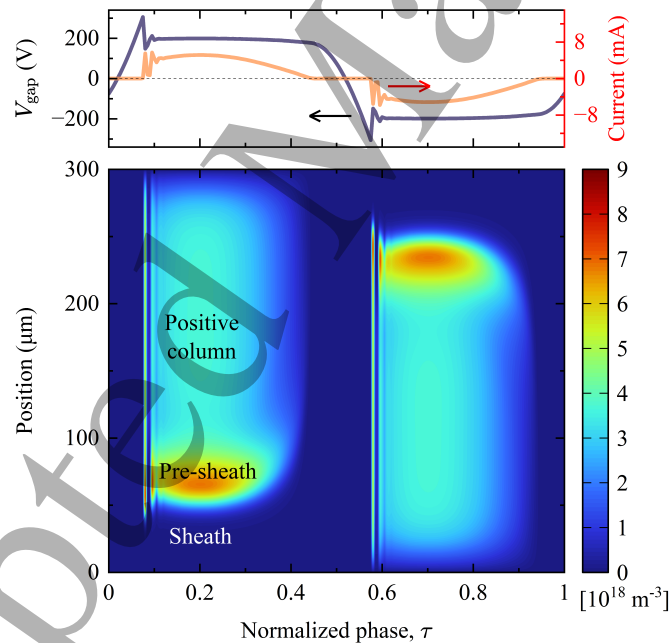 200
0
−200
V_gap (V)
8
0
−8
Current (mA)
300
200
100
0
Position (μm)
Positive
column
Pre-sheath
Sheath
0
0.2
0.4
0.6
0.8
1
Normalized phase, τ
9
8
7
6
5
4
3
2
1
0
[10^18 m^-3]